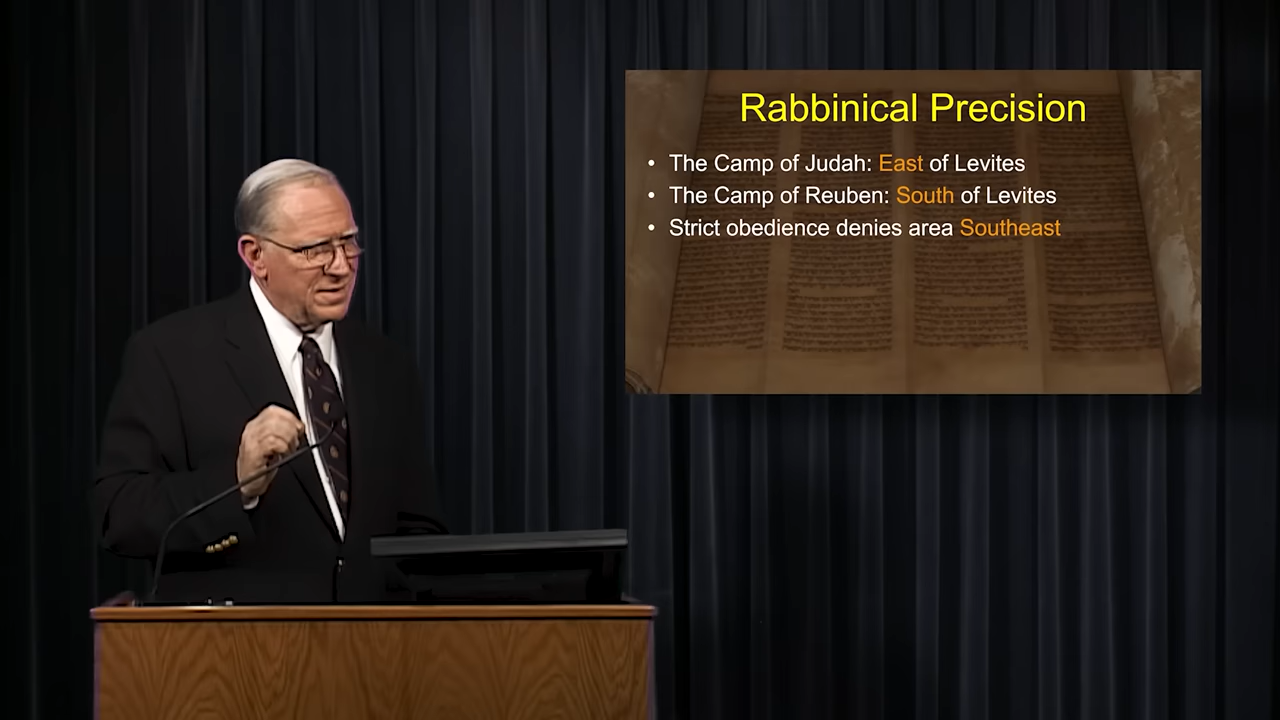 Rabbinical Precision
• The Camp of Judah: East of Levites
• The Camp of Reuben: South of Levites
• Strict obedience denies area Southeast